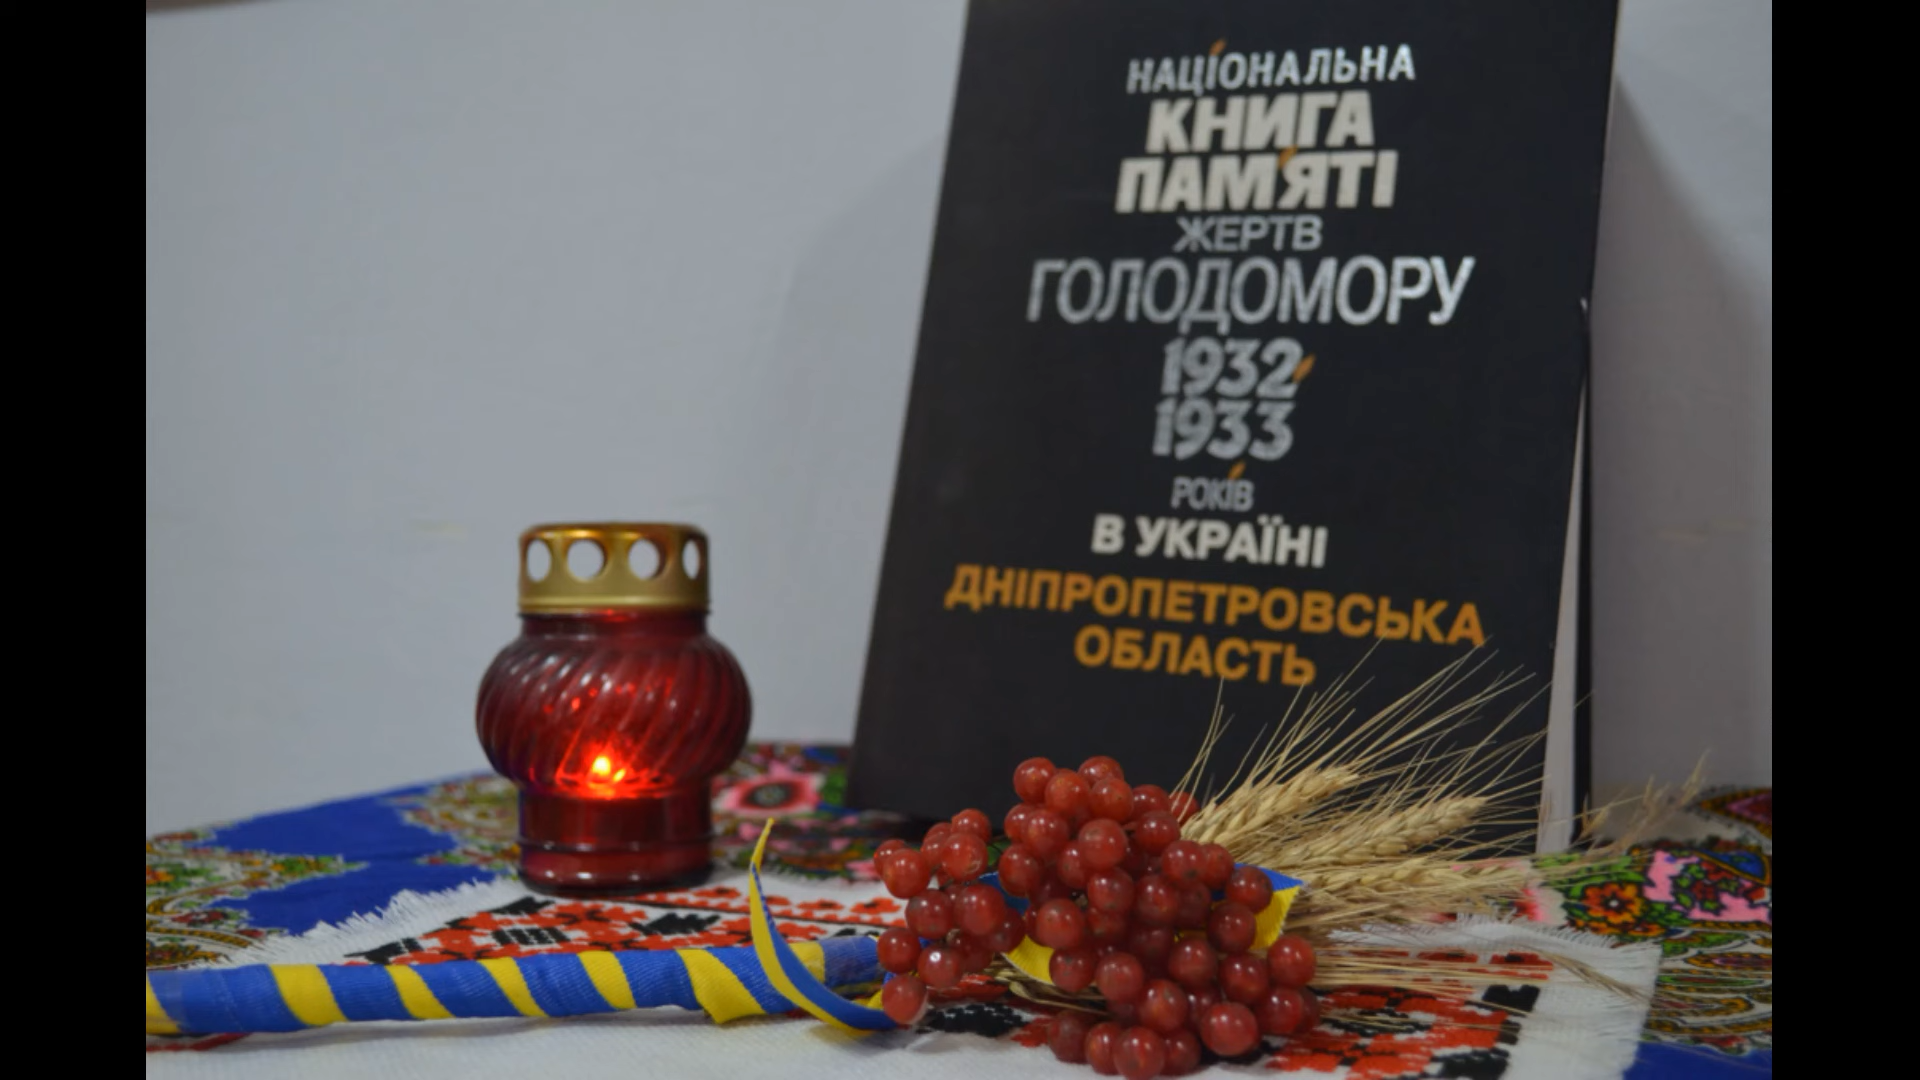 НАЦІОНАЛЬНА
КНИГА
ПАМ'ЯТІ
ЖЕРТВ
ГОЛОДОМОРУ
1932
1933
РОКІВ
В УКРАЇНІ
ДНІПРОПЕТРОВСЬКА
ОБЛАСТЬ